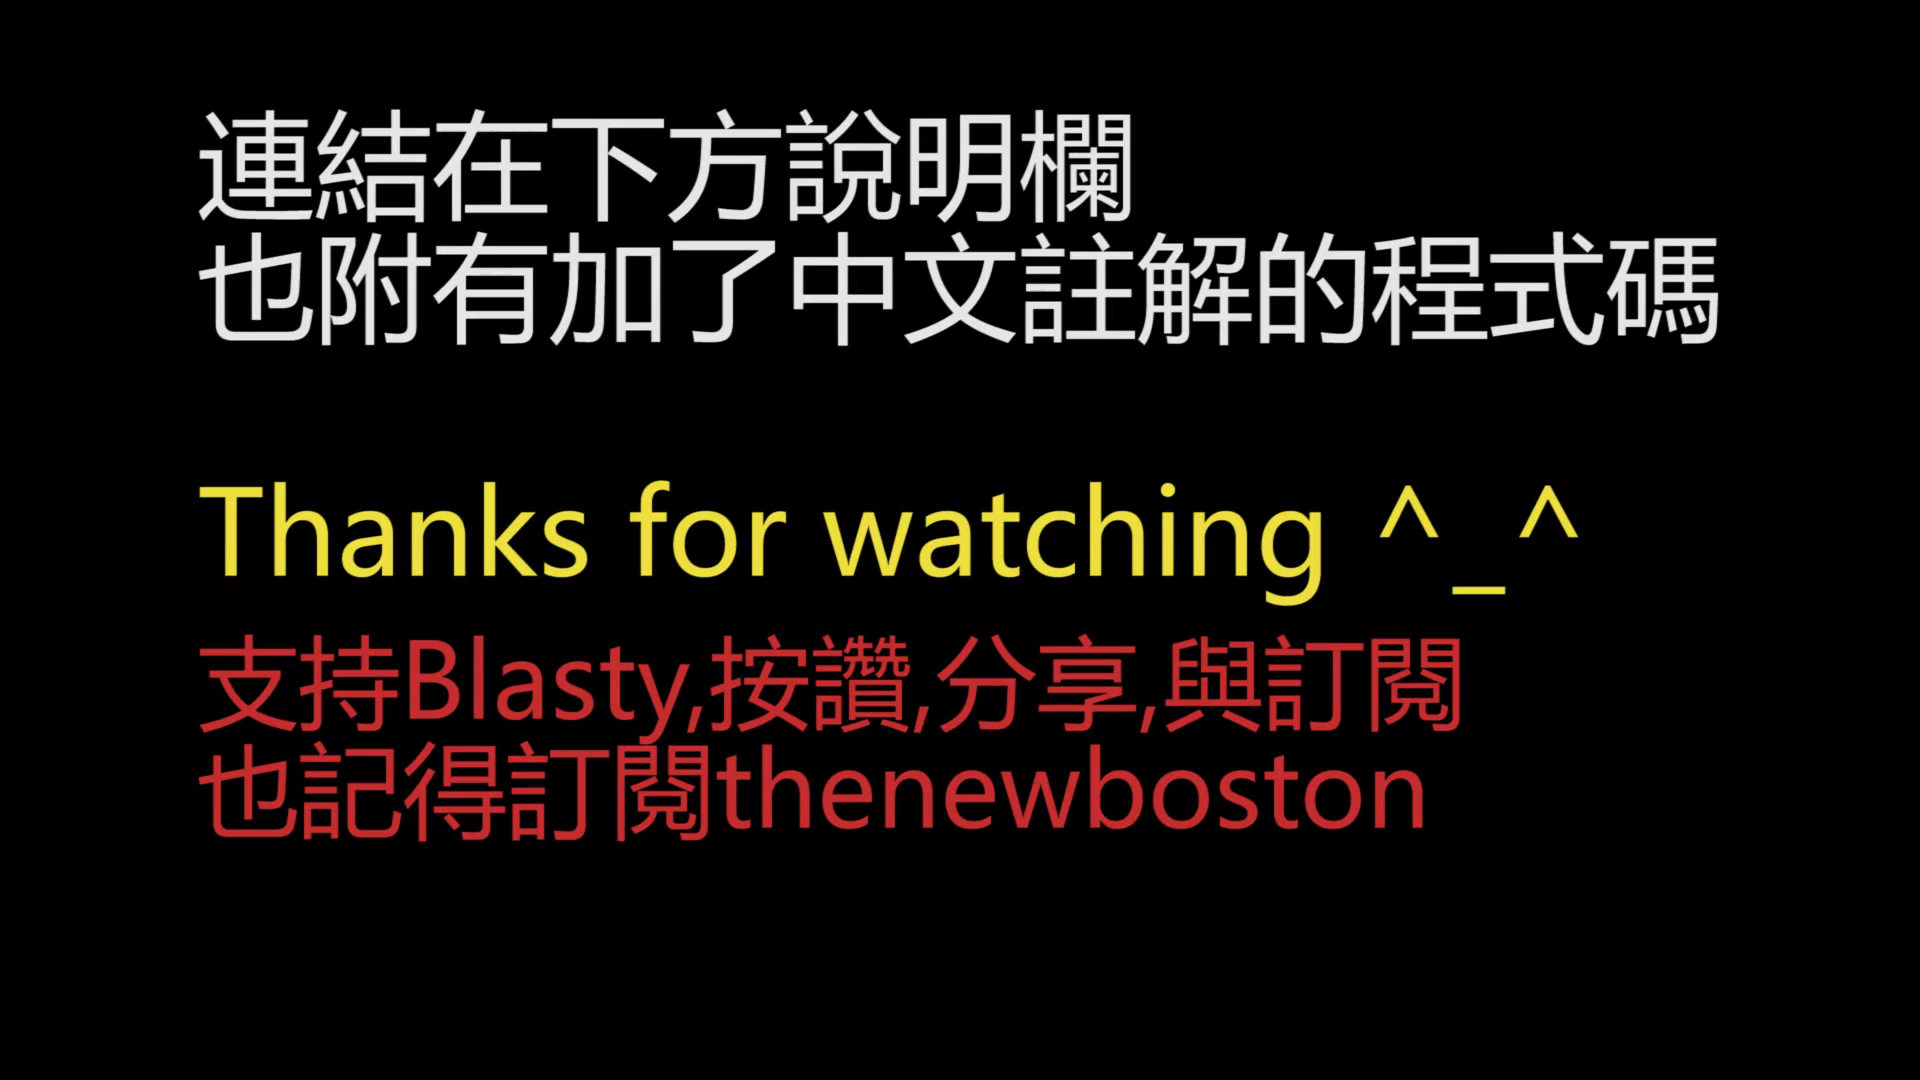 連結在下方說明欄
也附有加了中文註解的程式碼
Thanks for watching ^_^
支持Blasty,按讚,分享,與訂閱
也記得訂閱thenewboston